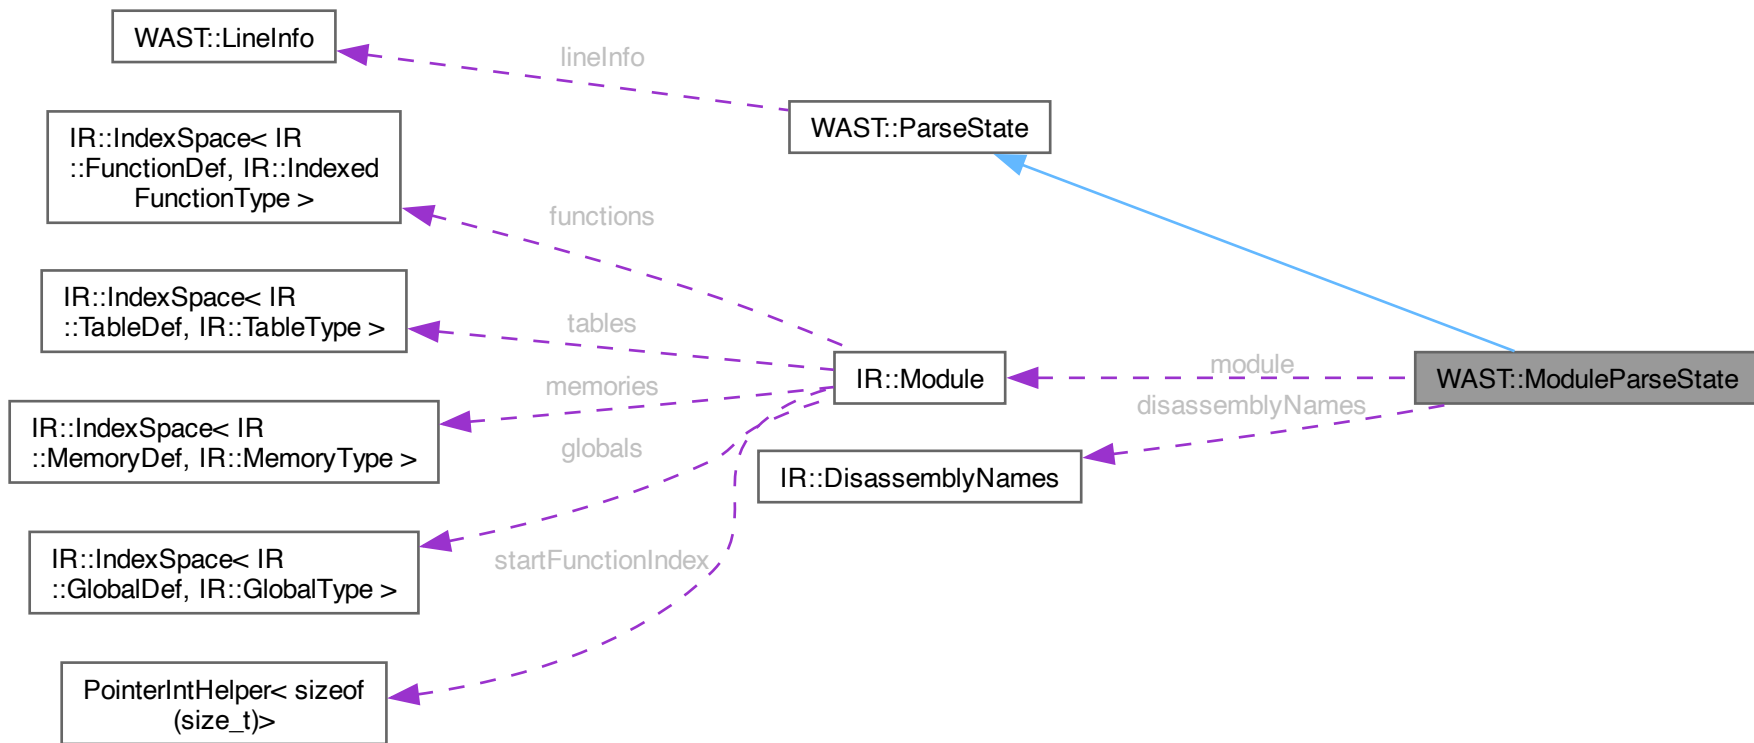 WAST::LineInfo
lineInfo
WAST::ParseState
IR::IndexSpace< IR
::FunctionDef, IR::Indexed
FunctionType >
functions
IR::IndexSpace< IR
::TableDef, IR::TableType >
tables
IR::Module
module
WAST::ModuleParseState
memories
disassemblyNames
IR::IndexSpace< IR
::MemoryDef, IR::MemoryType >
globals
IR::DisassemblyNames
IR::IndexSpace< IR
::GlobalDef, IR::GlobalType >
startFunctionIndex
PointerIntHelper< sizeof
(size_t)>